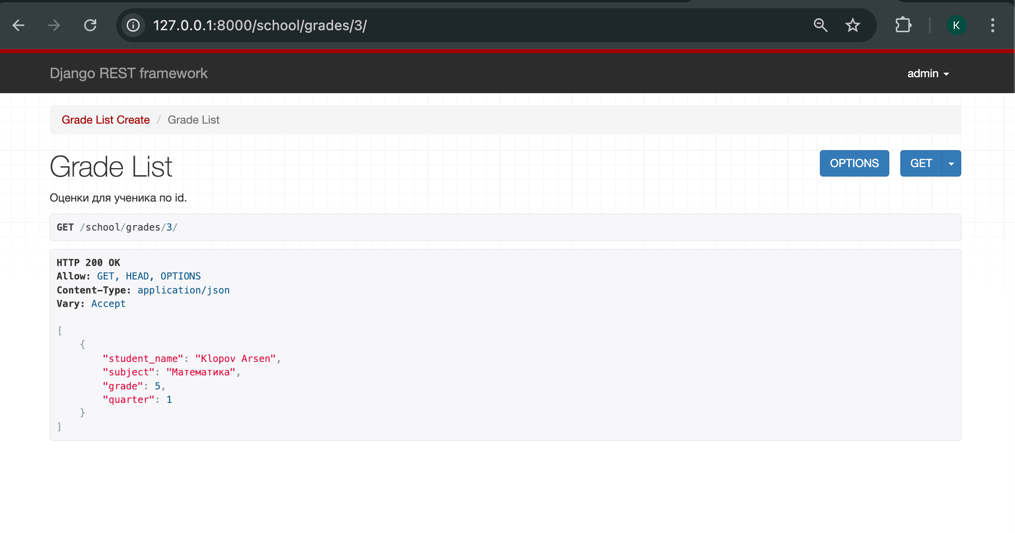 127.0.0.1:8000/school/grades/3/
K
Django REST framework
admin
Grade List Create / Grade List
Grade List
OPTIONS
GET
Оценки для ученика по id.
GET /school/grades/3/
HTTP 200 OK
Allow: GET, HEAD, OPTIONS
Content-Type: application/json
Vary: Accept
[
    {
        "student_name": "Klopov Arsen",
        "subject": "Математика",
        "grade": 5,
        "quarter": 1
    }
]